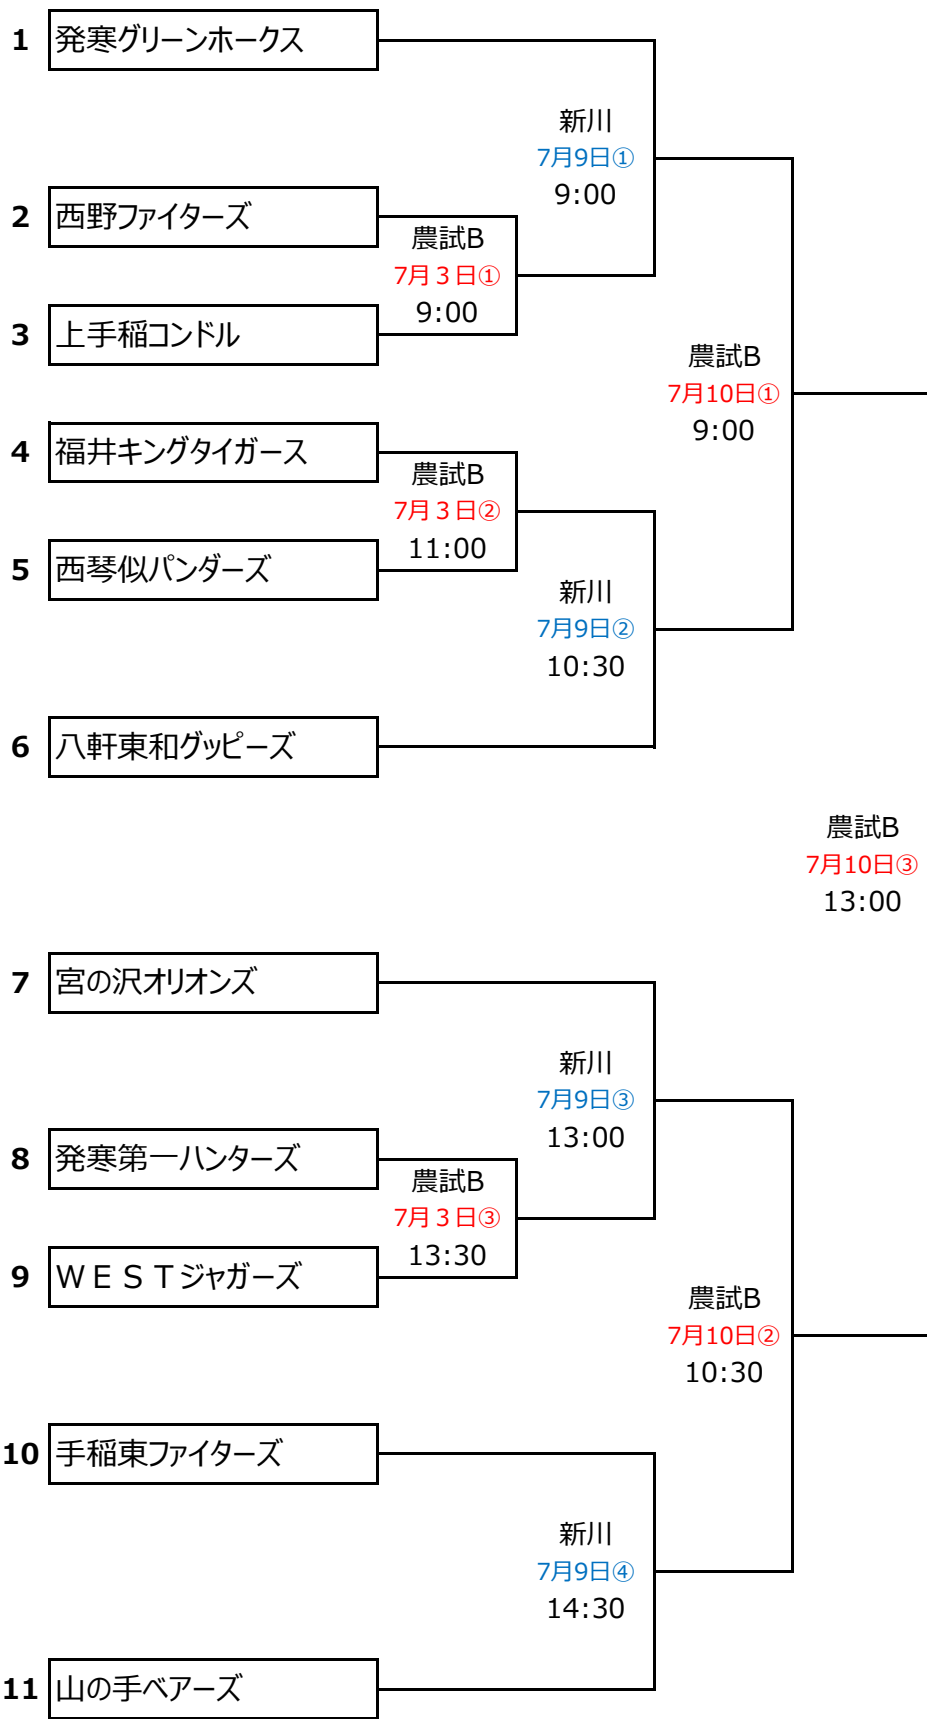 1 発寒グリーンホークス
新川
7月9日①
9:00
2 西野ファイターズ
農試B
7月３日①
9:00
3 上手稲コンドル
農試B
7月10日①
9:00
4 福井キングタイガース
農試B
7月３日②
11:00
5 西琴似パンダーズ
新川
7月9日②
10:30
6 八軒東和グッピーズ
農試B
7月10日③
13:00
7 宮の沢オリオンズ
新川
7月9日③
13:00
8 発寒第一ハンターズ
農試B
7月３日③
13:30
9 ＷＥＳＴジャガーズ
農試B
7月10日②
10:30
10 手稲東ファイターズ
新川
7月9日④
14:30
11 山の手ベアーズ